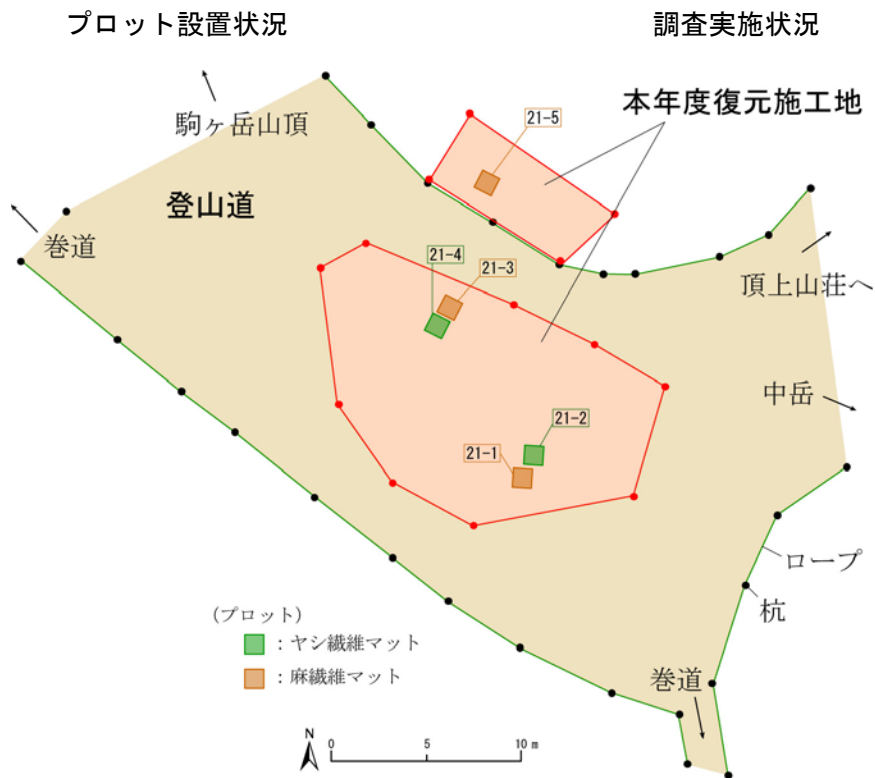 プロット設置状況
調査実施状況
本年度復元施工地
駒ヶ岳山頂
21-5
登山道
巻道
21-4
21-3
頂上山荘へ
中岳
21-2
21-1
ロープ
杭
(プロット)
：ヤシ繊維マット
：麻繊維マット
巻道
N
0 5 10 m